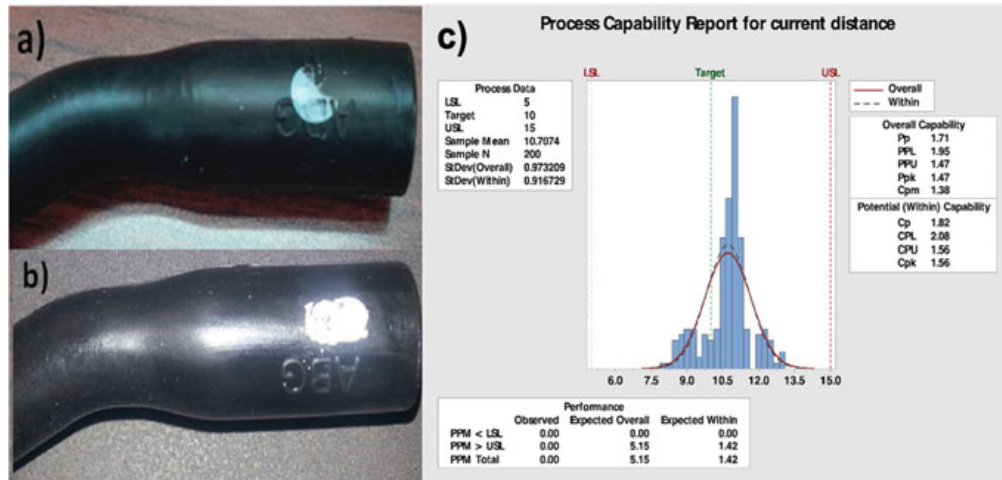 a)
b)
ABG
c)
Process Capability Report for current distance
LSL
Target
USL
Process Data
LSL 5
Target 10
USL 15
Sample Mean 10.7074
Sample N 200
StDev(Overall) 0.973209
StDev(Within) 0.916729
Overall
Within
Overall Capability
Pp 1.71
PPL 1.95
PPU 1.47
Ppk 1.47
Cpm 1.38
Potential (Within) Capability
Cp 1.82
CPL 2.08
CPU 1.56
Cpk 1.56
6.0 7.5 9.0 10.5 12.0 13.5 15.0
Performance
Observed Expected Overall Expected Within
PPM < LSL 0.00 0.00 0.00
PPM > USL 0.00 5.15 1.42
PPM Total 0.00 5.15 1.42